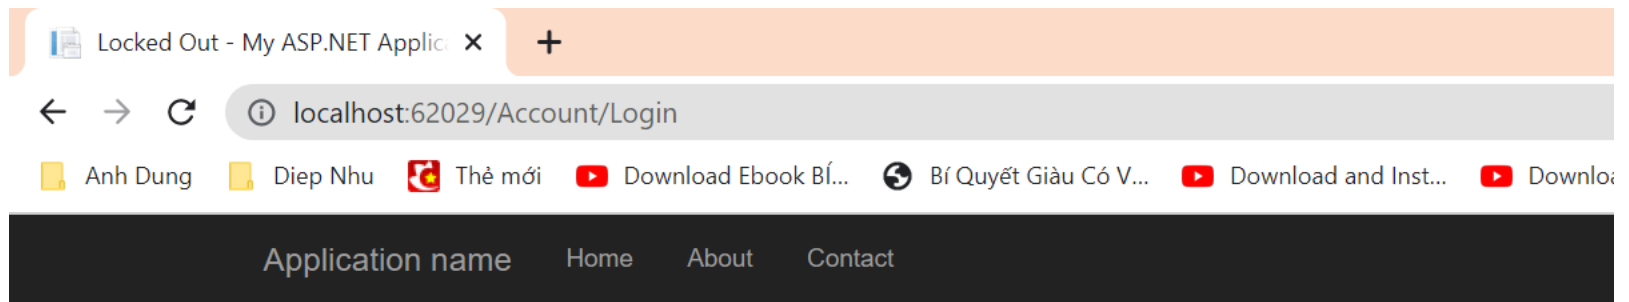 Locked Out - My ASP.NET Applic
localhost:62029/Account/Login
Anh Dung Diep Nhu Thẻ mới Download Ebook BÍ... Bí Quyết Giàu Có V... Download and Inst... Downloa
Application name Home About Contact